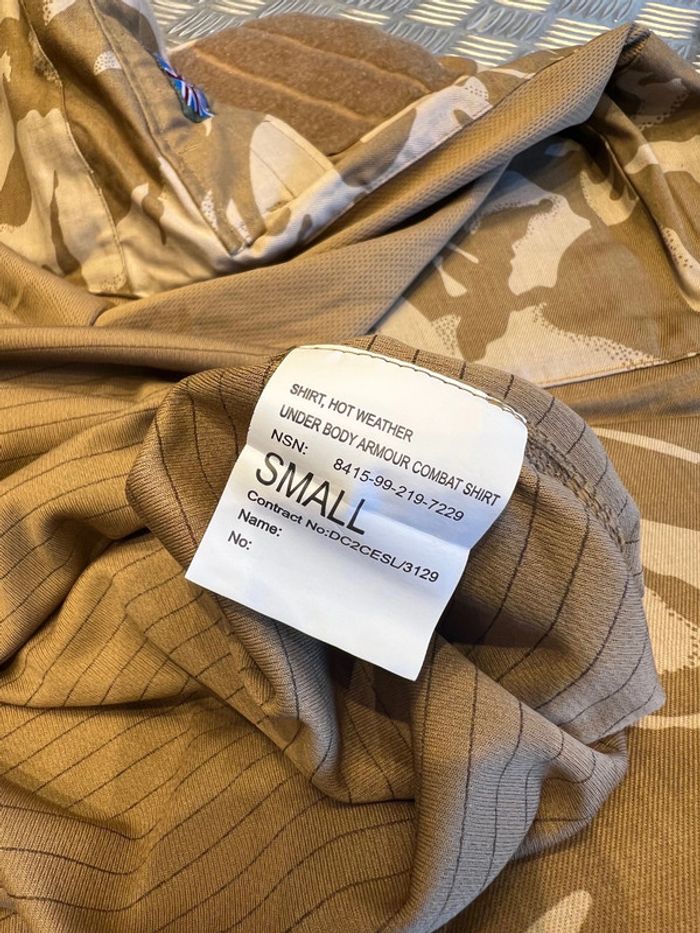 SHIRT, HOT WEATHER
UNDER BODY ARMOUR COMBAT SHIRT
NSN: 8415-99-219-7229
SMALL
Contract No:DC2CESL/3129
Name:
No: